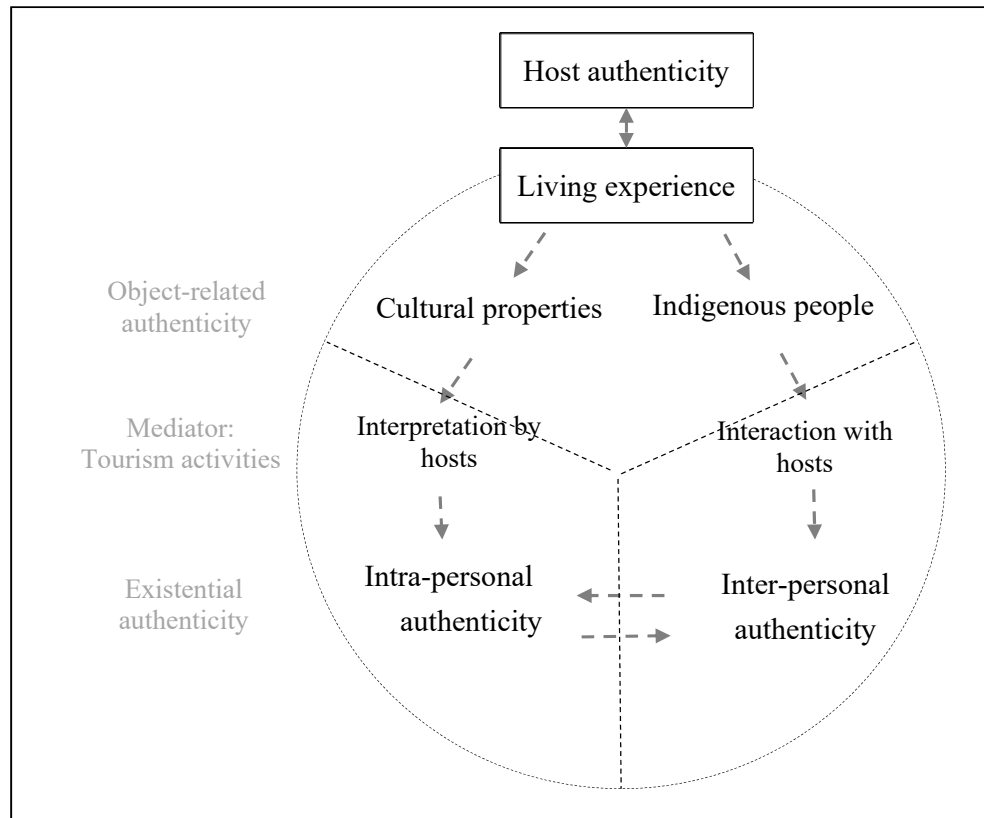 Host authenticity
Living experience
Object-related
authenticity
Cultural properties
Indigenous people
Mediator:
Tourism activities
Interpretation by
hosts
Interaction with
hosts
Existential
authenticity
Intra-personal
authenticity
Inter-personal
authenticity